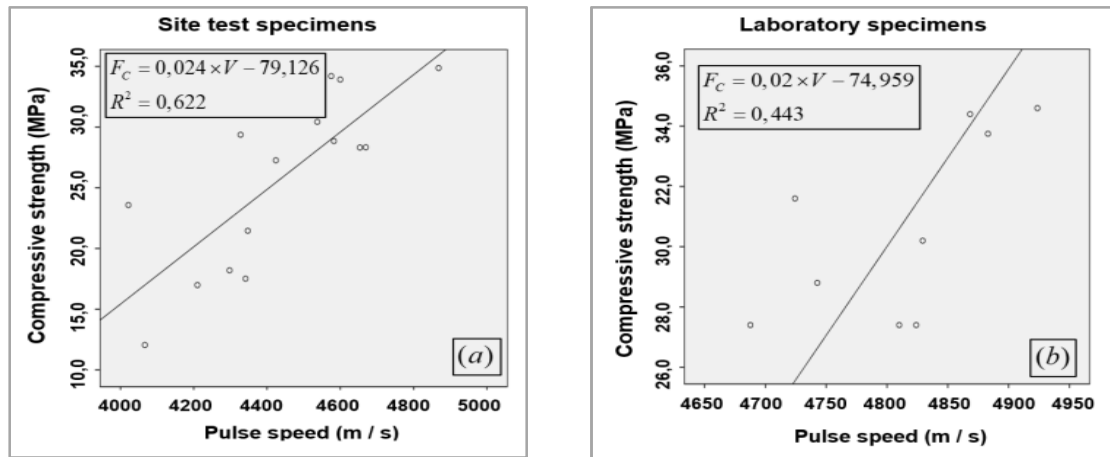 Site test specimens
F_C = 0,024 × V − 79,126
R² = 0,622
Compressive strength (MPa)
35,0
30,0
25,0
20,0
15,0
10,0
(a)
4000 4200 4400 4600 4800 5000
Pulse speed (m / s)
Laboratory specimens
F_C = 0,02 × V − 74,959
R² = 0,443
Compressive strength (MPa)
36,0
34,0
22,0
30,0
28,0
26,0
(b)
4650 4700 4750 4800 4850 4900 4950
Pulse speed (m / s)